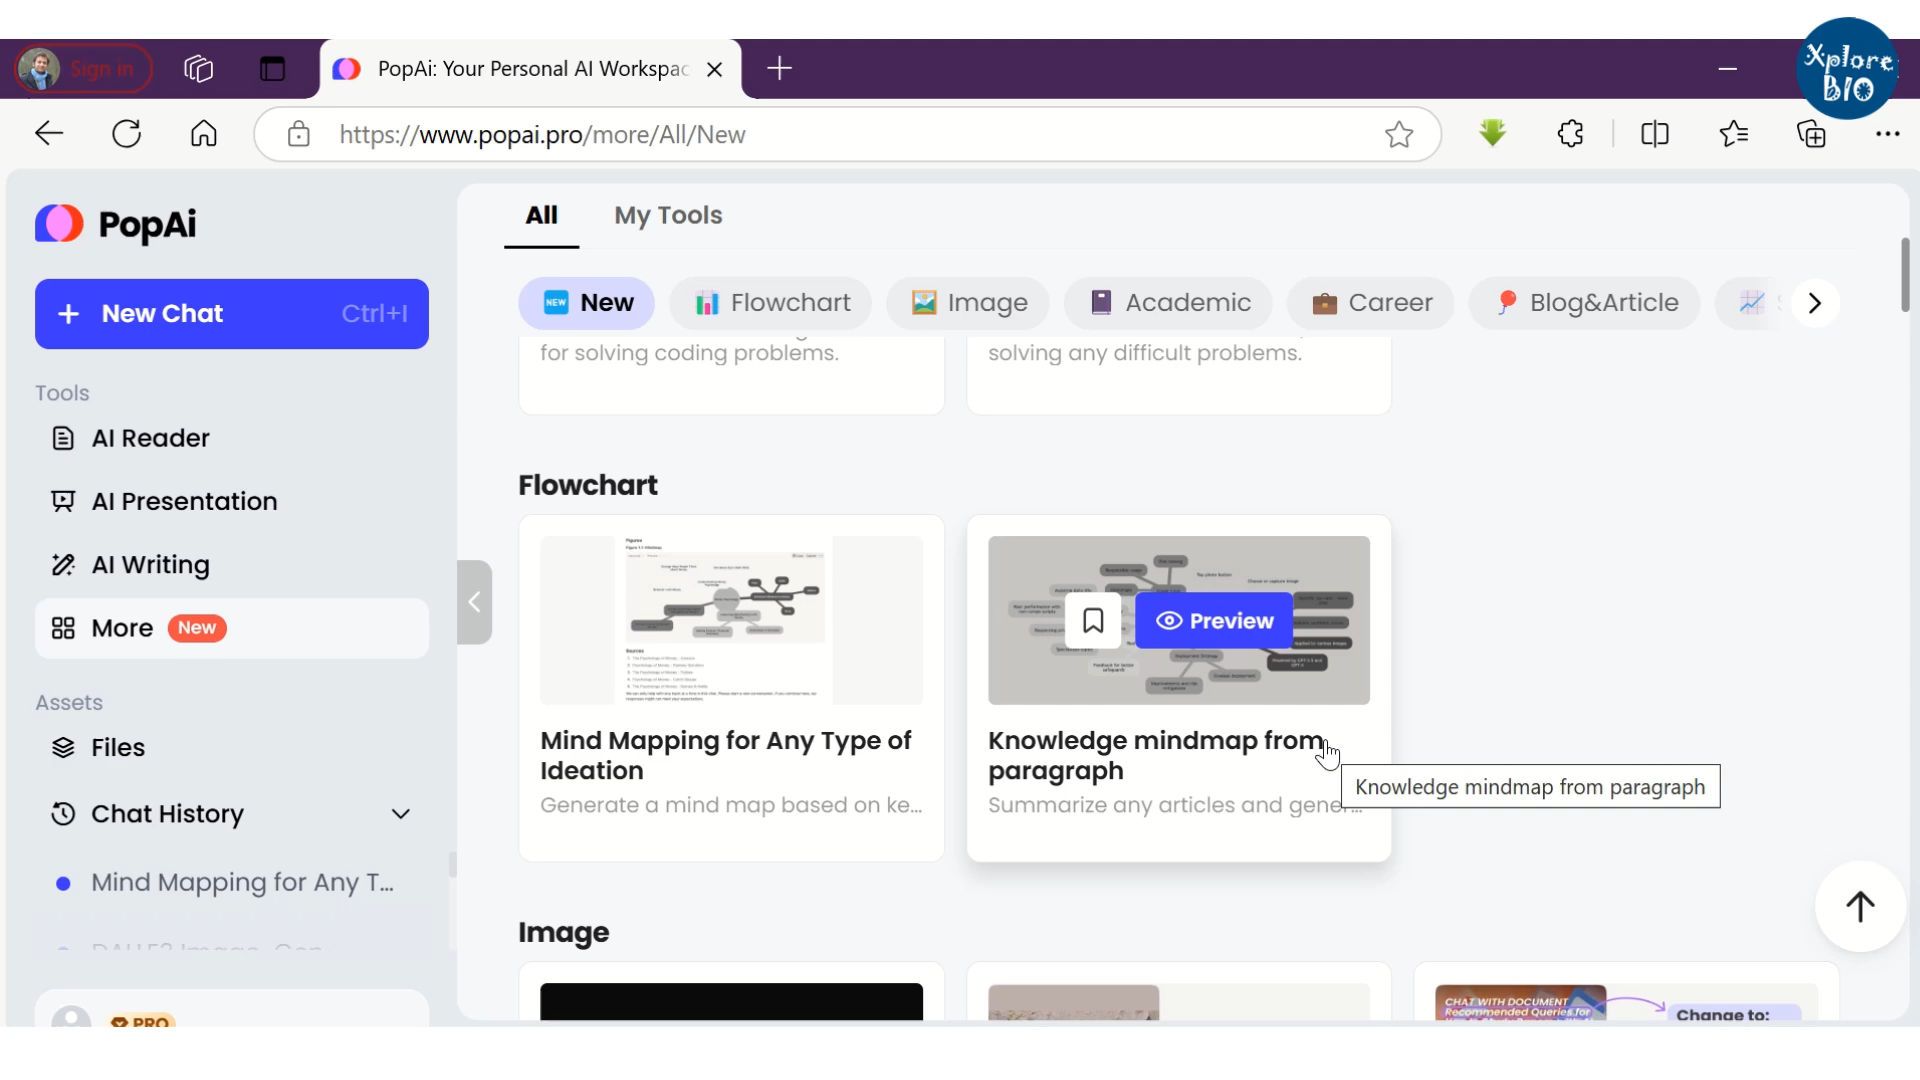 Sign in
PopAi: Your Personal AI Workspac
Xplore
BIO
https://www.popai.pro/more/All/New
PopAi
All
My Tools
New Chat
Ctrl+I
NEW New
Flowchart
Image
Academic
Career
Blog&Article
for solving coding problems.
solving any difficult problems.
Tools
AI Reader
AI Presentation
AI Writing
More
New
Flowchart
Preview
Mind Mapping for Any Type of
Ideation
Generate a mind map based on ke...
Knowledge mindmap from
paragraph
Summarize any articles and gene
Knowledge mindmap from paragraph
Assets
Files
Chat History
Mind Mapping for Any T...
Image
CHAT WITH DOCUMENT
Recommended Queries for
Change to:
PRO